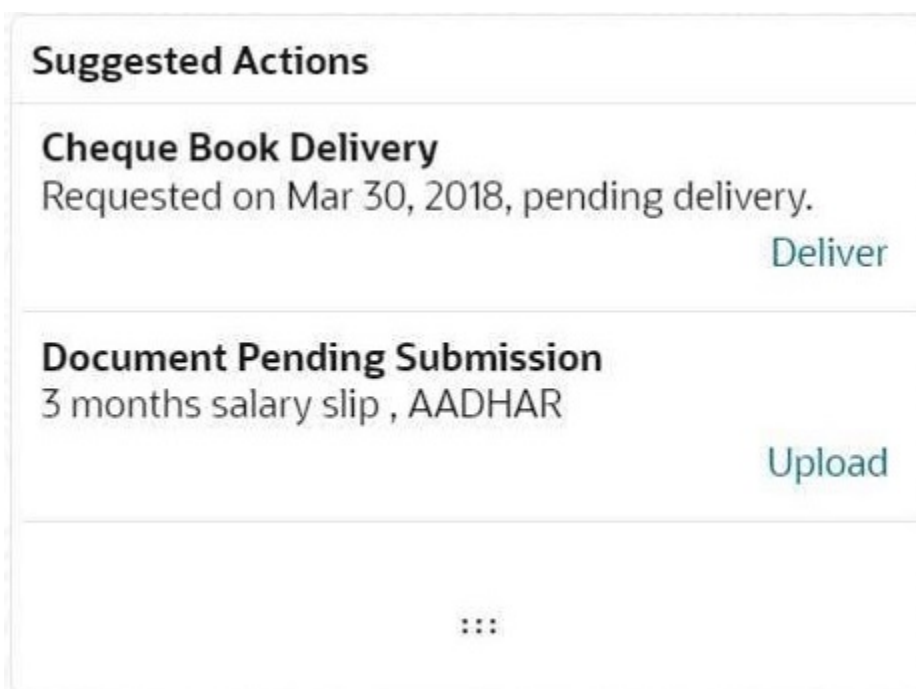 Suggested Actions
Cheque Book Delivery
Requested on Mar 30, 2018, pending delivery.
Deliver
Document Pending Submission
3 months salary slip , AADHAR
Upload